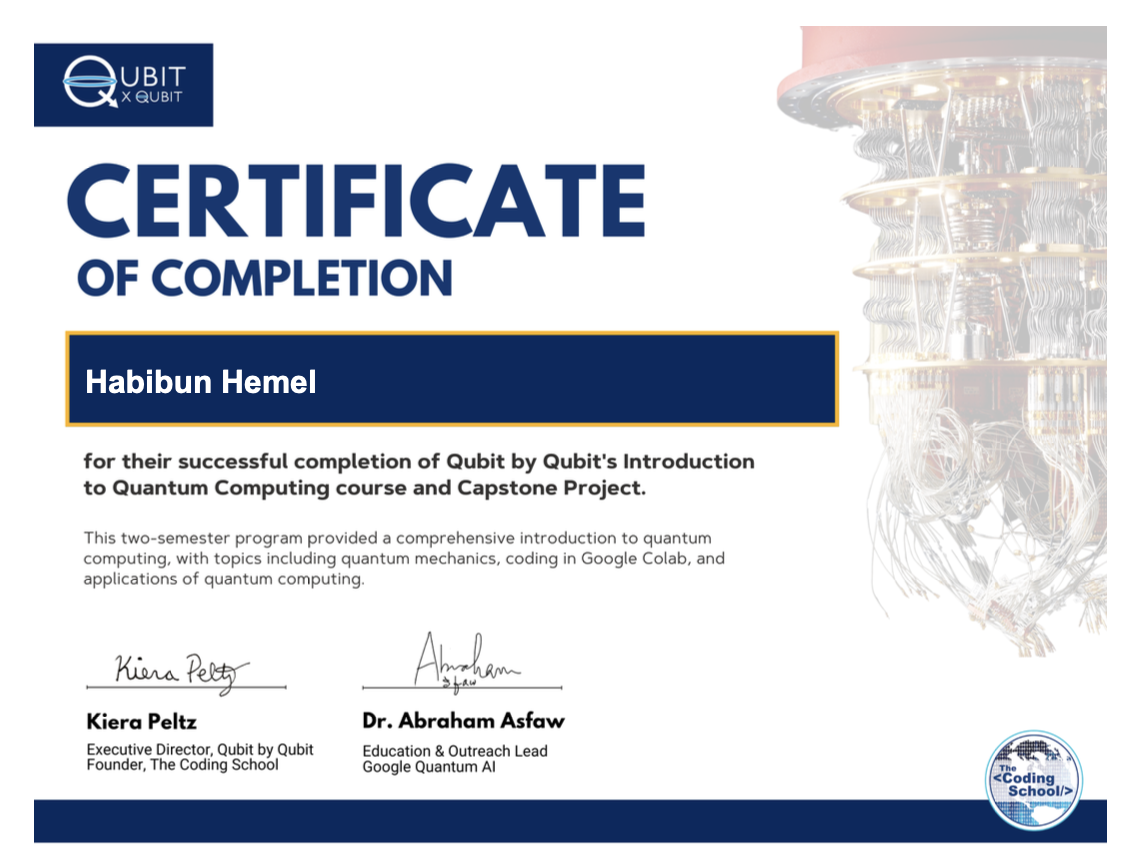 QUBIT
X QUBIT
CERTIFICATE
OF COMPLETION
Habibun Hemel
for their successful completion of Qubit by Qubit's Introduction
to Quantum Computing course and Capstone Project.
This two-semester program provided a comprehensive introduction to quantum
computing, with topics including quantum mechanics, coding in Google Colab, and
applications of quantum computing.
Kiera Peltz
Abraham
Asfaw
Kiera Peltz
Executive Director, Qubit by Qubit
Founder, The Coding School
Dr. Abraham Asfaw
Education & Outreach Lead
Google Quantum AI
The
<Coding
School/>